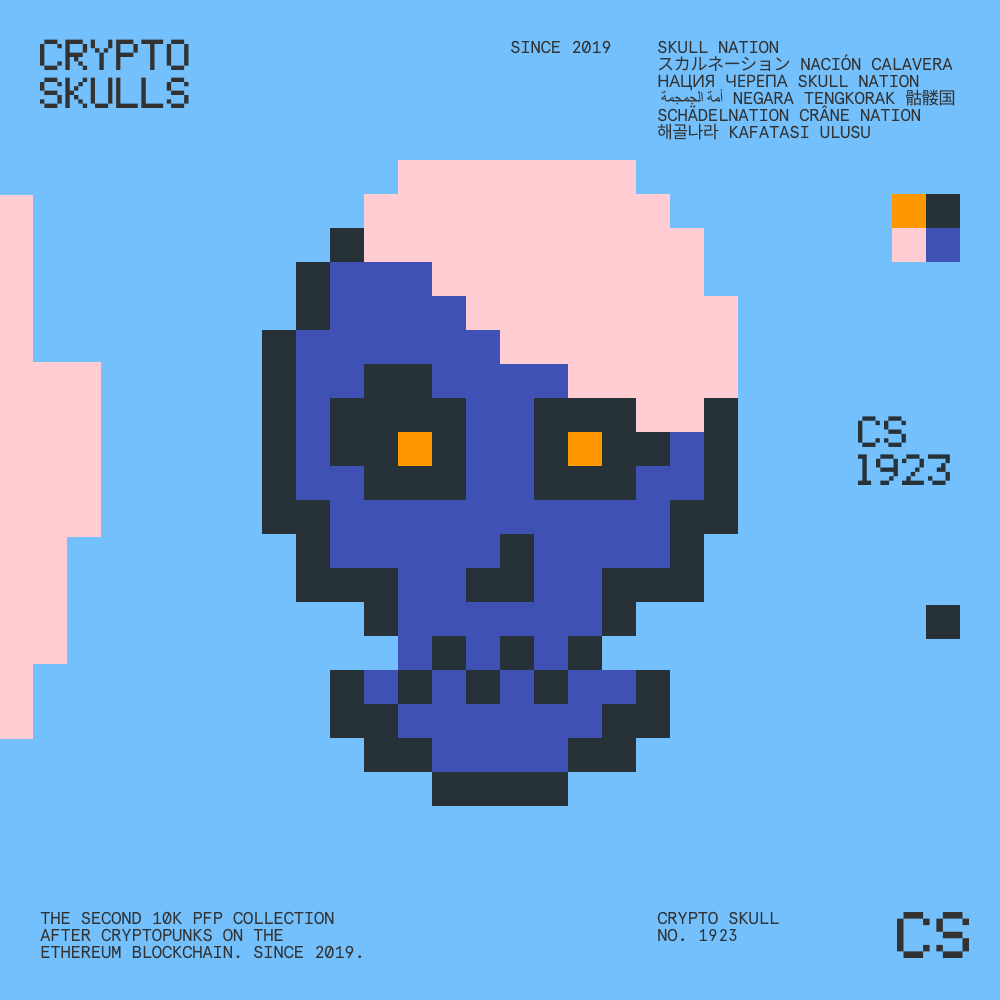 CRYPTO
SKULLS
SINCE 2019
SKULL NATION
スカルネーション NACIÓN CALAVERA
НАЦИЯ ЧЕРЕПА SKULL NATION
أمة الجمجمة NEGARA TENGKORAK 骷髅国
SCHÄDELNATION CRÂNE NATION
해골나라 KAFATASI ULUSU
CS
1923
THE SECOND 10K PFP COLLECTION
AFTER CRYPTOPUNKS ON THE
ETHEREUM BLOCKCHAIN. SINCE 2019.
CRYPTO SKULL
NO. 1923
CS